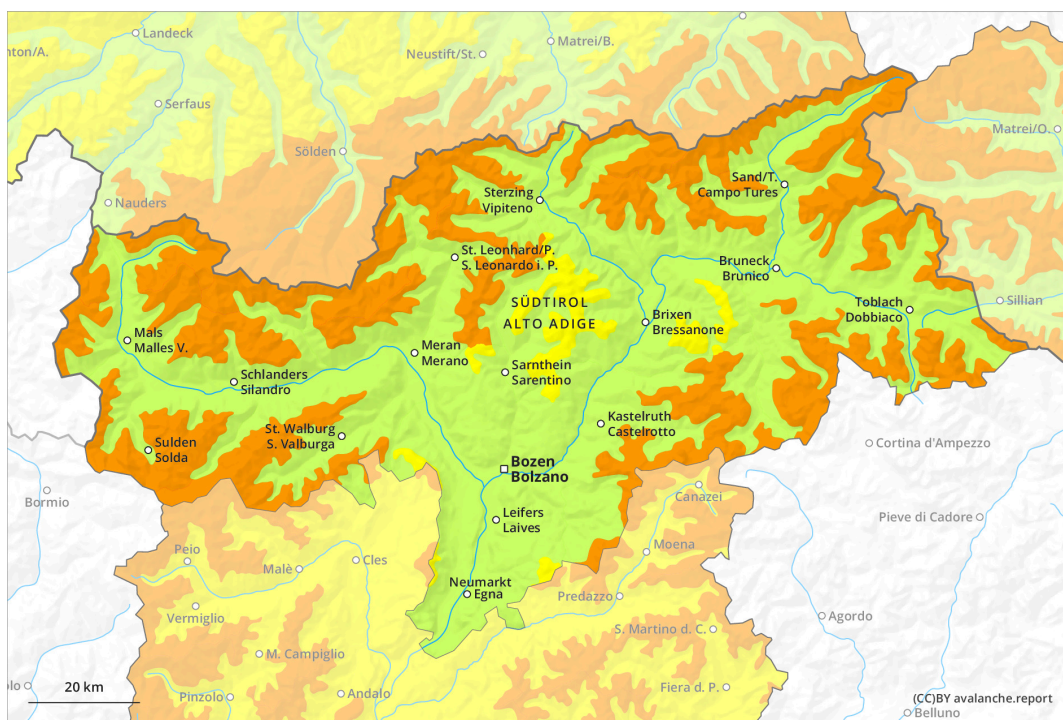 Landeck
nton/A.
Neustift/St.
Matrei/B.
Serfaus
Matrei/O.
Sölden
Sand/T.
Campo Tures
Sterzing
Vipiteno
Nauders
St. Leonhard/P.
S. Leonardo i. P.
Bruneck
Brunico
SÜDTIROL
ALTO ADIGE
Toblach
Dobbiaco
Sillian
Brixen
Bressanone
Mals
Malles V.
Meran
Merano
Sarnthein
Sarentino
Schlanders
Silandro
Kastelruth
Castelrotto
St. Walburg
S. Valburga
Sulden
Solda
Cortina d'Ampezzo
Bozen
Bolzano
Bormio
Canazei
Leifers
Laives
Pieve di Cadore
Peio
Moena
Cles
Malè
Neumarkt
Egna
Predazzo
Vermiglio
Agordo
S. Martino d. C.
M. Campiglio
olo
20 km
Pinzolo
Andalo
Fiera d. P.
(CC)BY avalanche.report
Belluno